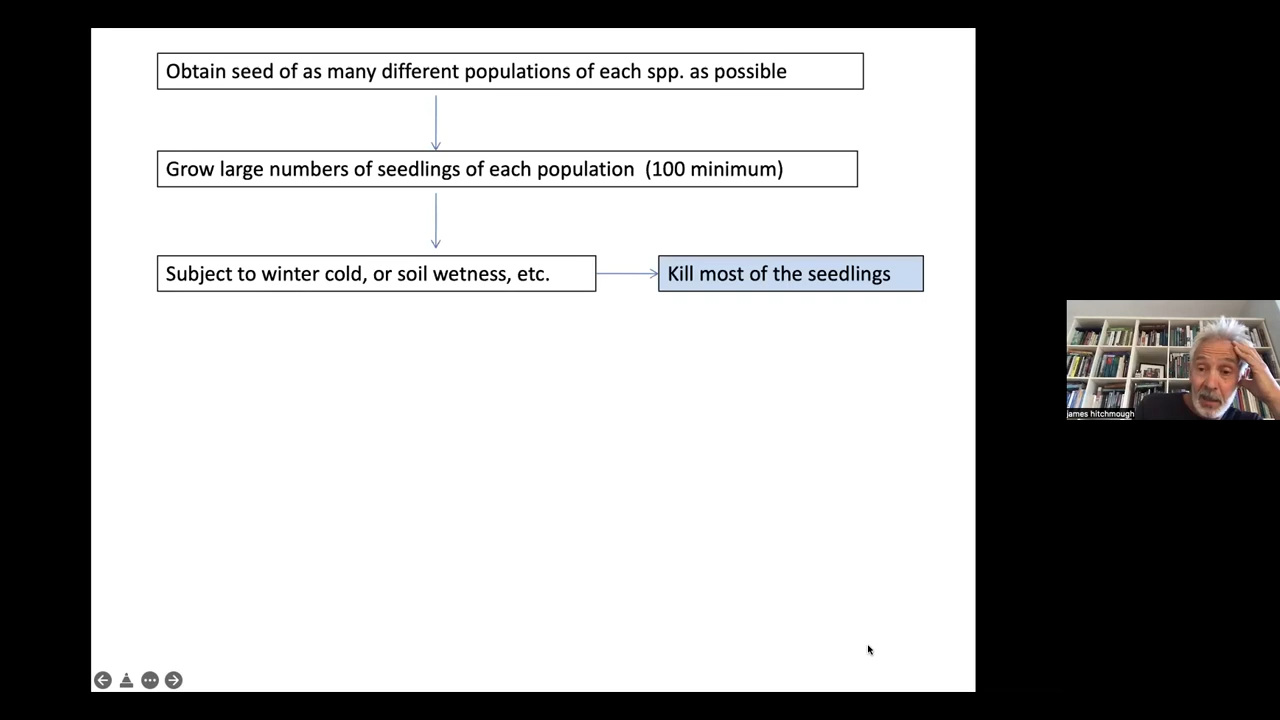 Obtain seed of as many different populations of each spp. as possible
Grow large numbers of seedlings of each population (100 minimum)
Subject to winter cold, or soil wetness, etc.
Kill most of the seedlings
james hitchmough